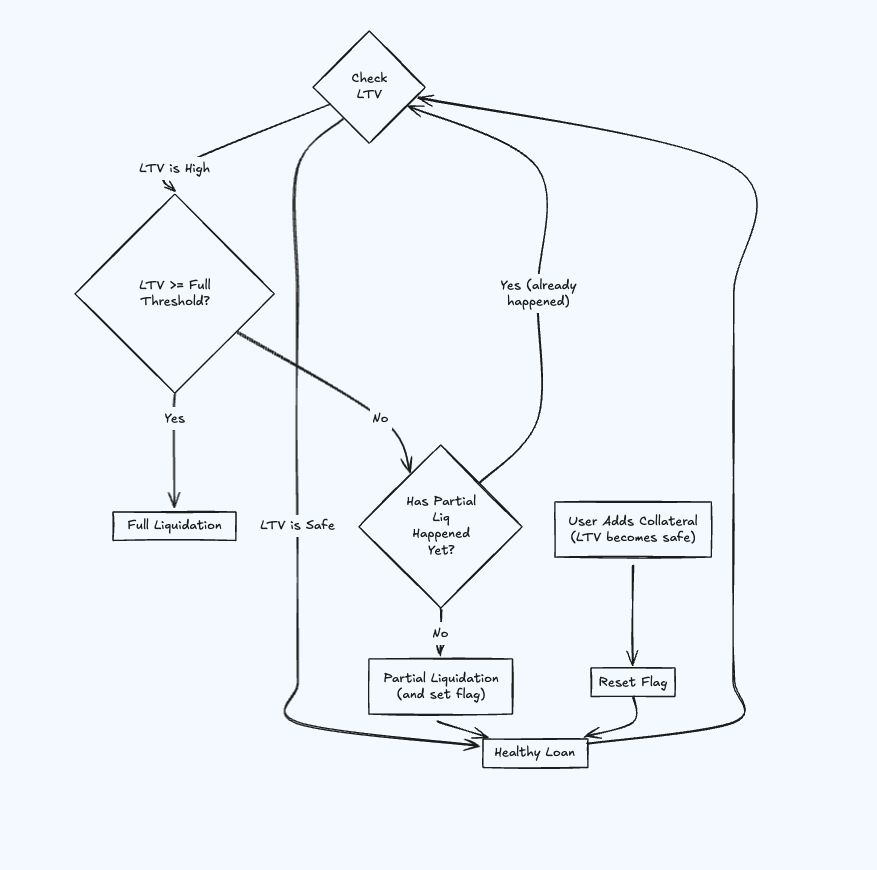 Check
LTV
LTV is High
LTV >= Full
Threshold?
Yes (already
happened)
Yes
No
Full Liquidation
LTV is Safe
Has Partial
Liq
Happened
Yet?
User Adds Collateral
(LTV becomes safe)
No
Partial Liquidation
(and set flag)
Reset Flag
Healthy Loan